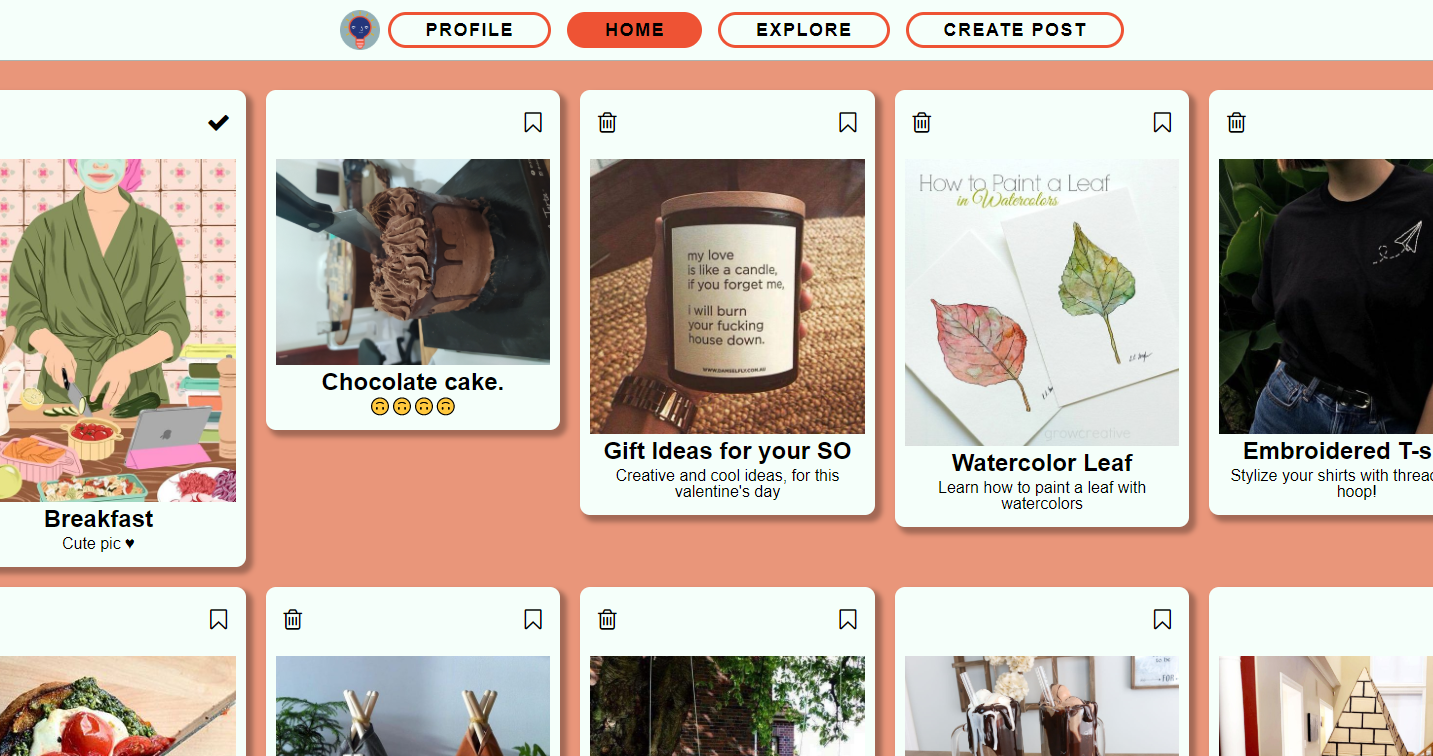 PROFILE
HOME
EXPLORE
CREATE POST
Breakfast
Cute pic ♥
Chocolate cake.
🙃🙃🙃🙃
my love
is like a candle,
if you forget me,
i will burn
your fucking
house down.
WWW.DAMSELFLY.CO.AU
Gift Ideas for your SO
Creative and cool ideas, for this
valentine's day
How to Paint a Leaf
in Watercolors
growcreative
Watercolor Leaf
Learn how to paint a leaf with
watercolors
Embroidered T-s
Stylize your shirts with threa
hoop!